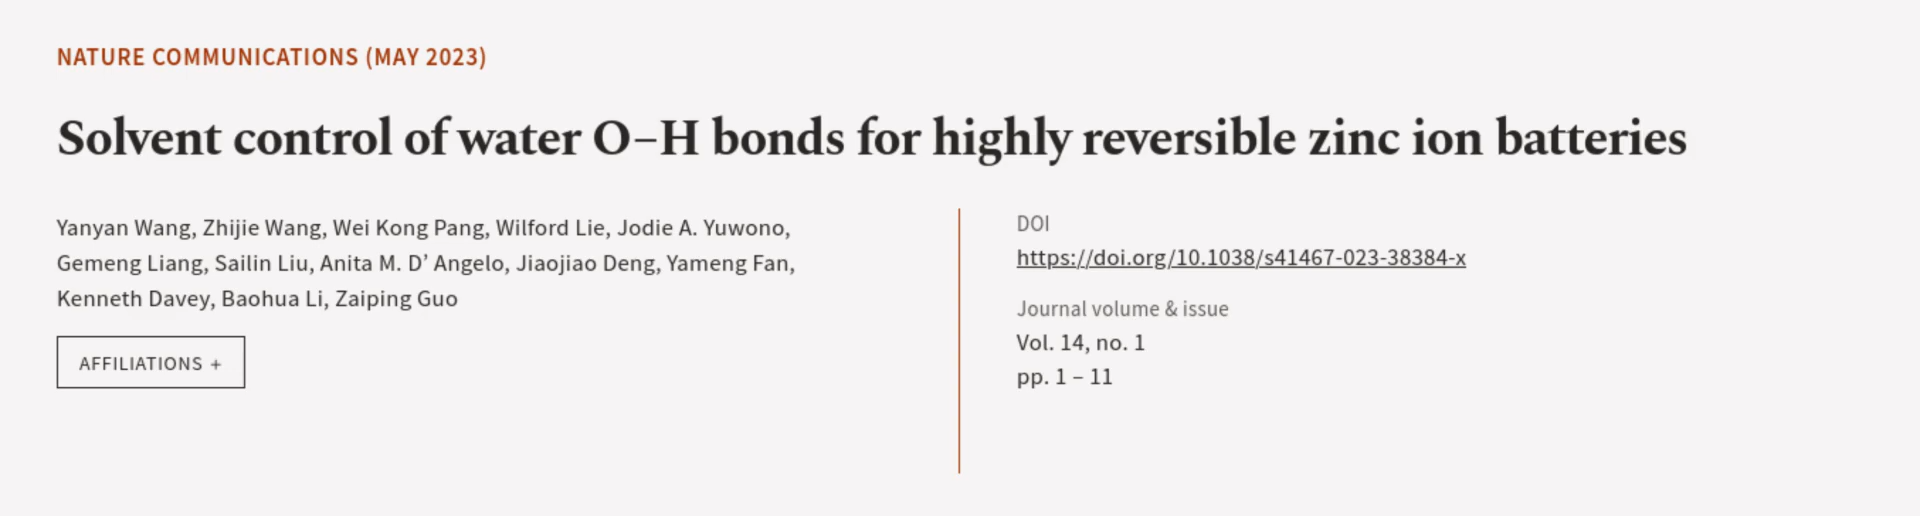 NATURE COMMUNICATIONS (MAY 2023)
Solvent control of water O–H bonds for highly reversible zinc ion batteries
Yanyan Wang, Zhijie Wang, Wei Kong Pang, Wilford Lie, Jodie A. Yuwono,
Gemeng Liang, Sailin Liu, Anita M. D’ Angelo, Jiaojiao Deng, Yameng Fan,
Kenneth Davey, Baohua Li, Zaiping Guo
AFFILIATIONS +
DOI
https://doi.org/10.1038/s41467-023-38384-x
Journal volume & issue
Vol. 14, no. 1
pp. 1 – 11